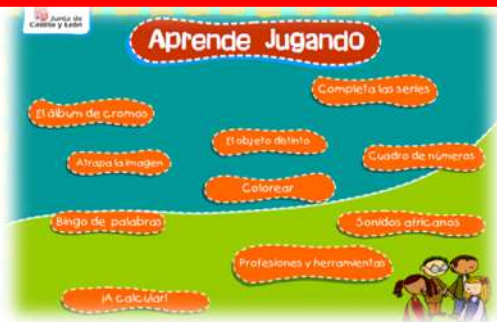 Junta de
Castilla y León
Aprende Jugando
Completa las series
El álbum de cromos
El objeto distinto
Atrapa la imagen
Cuadro de números
Colorear
Bingo de palabras
Sonidos africanos
Profesiones y herramientas
¡A calcular!